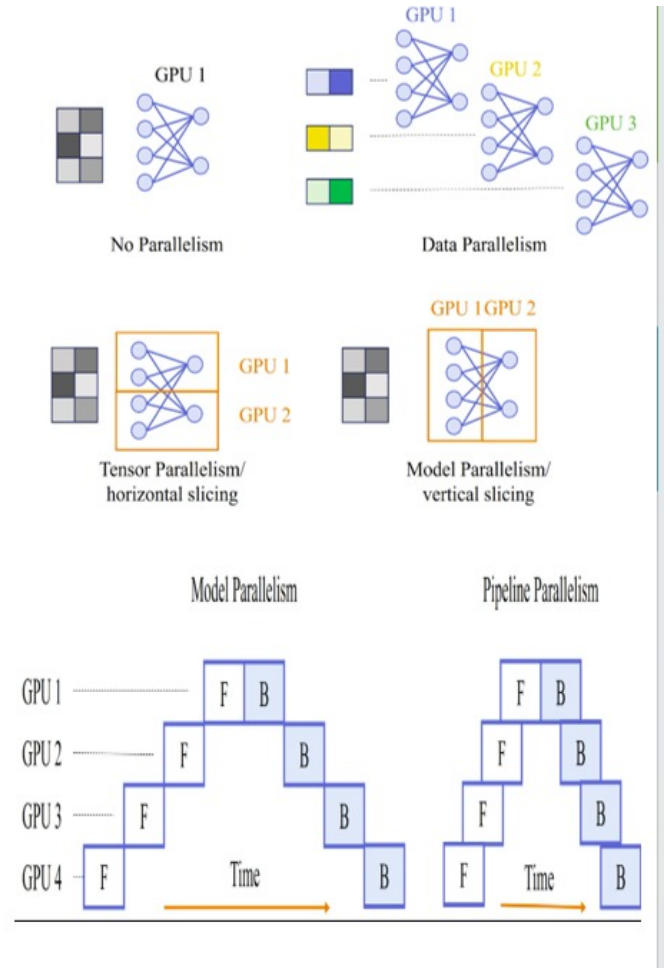 GPU 1
GPU 1
GPU 2
GPU 3
No Parallelism
Data Parallelism
GPU 1 GPU 2
GPU 1
GPU 2
Tensor Parallelism/
horizontal slicing
Model Parallelism/
vertical slicing
Model Parallelism
Pipeline Parallelism
GPU 1
F B
F B
GPU 2
F B
F B
GPU 3
F B
F B
GPU 4
F Time B
F Time B